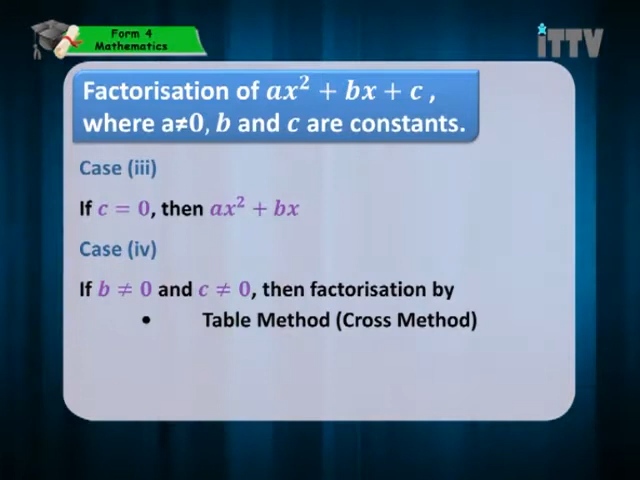 Form 4
Mathematics
iTTV
Factorisation of ax² + bx + c ,
where a≠0, b and c are constants.
Case (iii)
If c = 0, then ax² + bx
Case (iv)
If b ≠ 0 and c ≠ 0, then factorisation by
• Table Method (Cross Method)